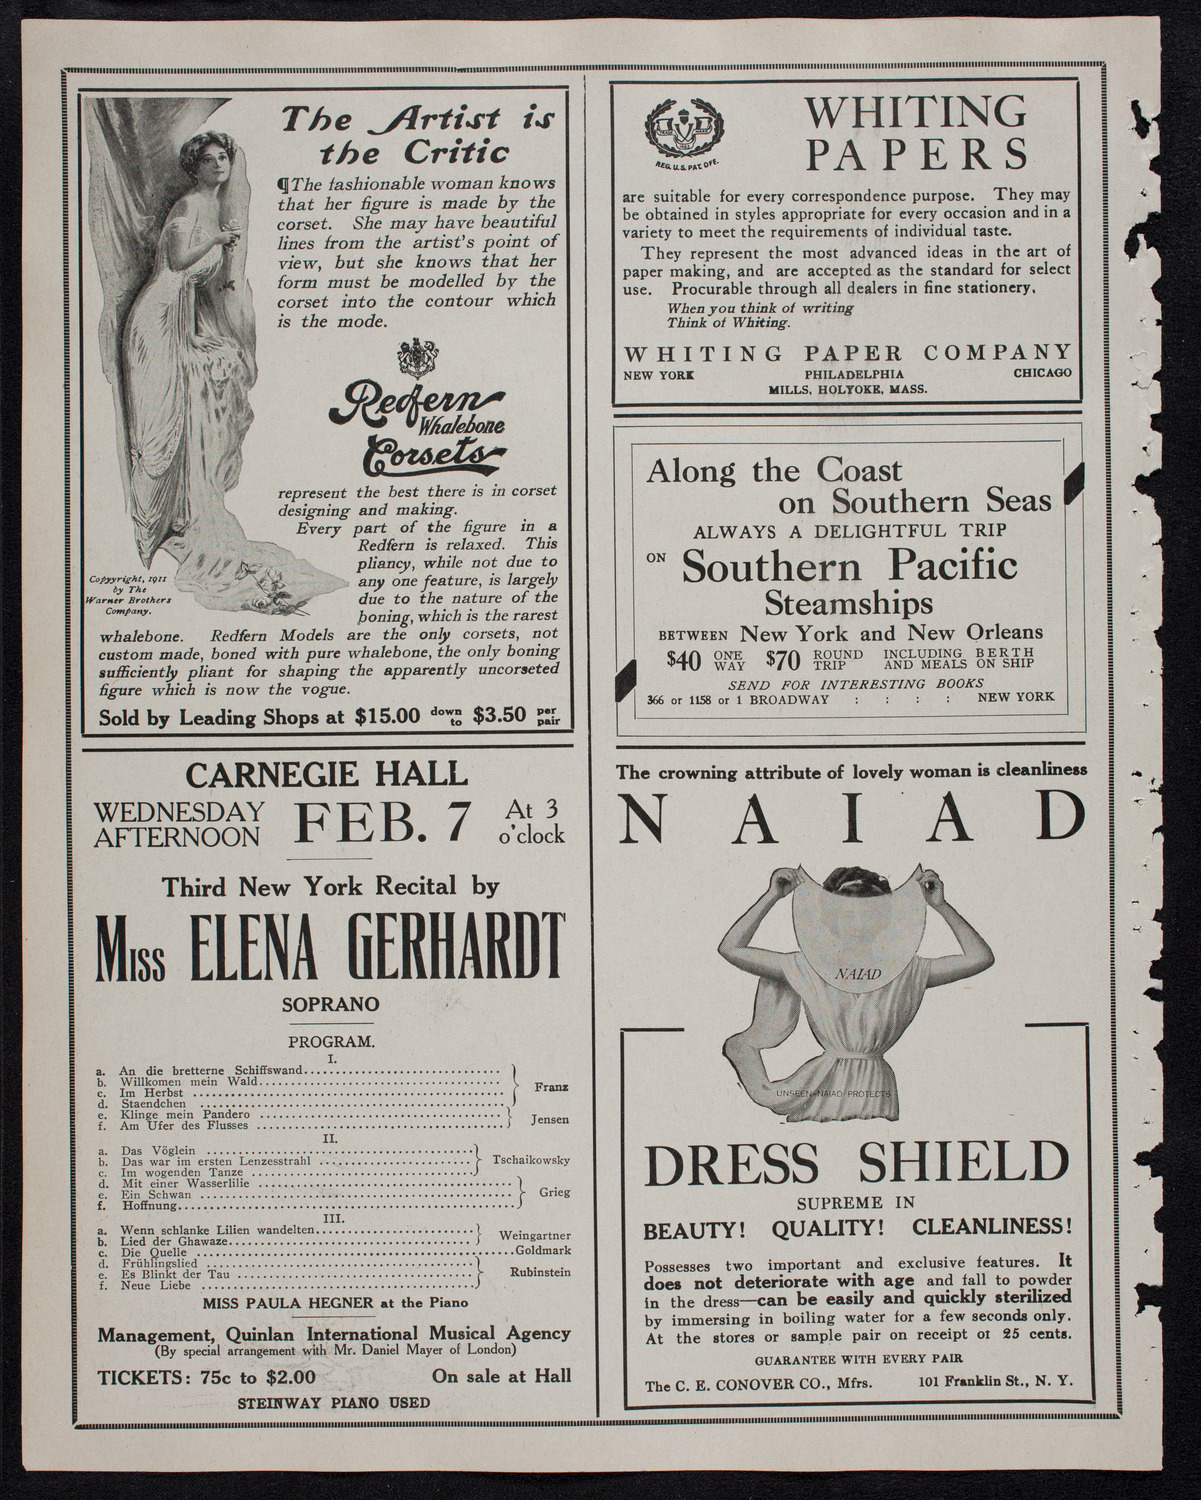 The Artist is
the Critic
¶The fashionable woman knows
that her figure is made by the
corset. She may have beautiful
lines from the artist's point of
view, but she knows that her
form must be modelled by the
corset into the contour which
is the mode.
Redfern
Whalebone
Corsets
represent the best there is in corset
designing and making.
Every part of the figure in a
Redfern is relaxed. This
pliancy, while not due to
any one feature, is largely
due to the nature of the
boning, which is the rarest
Copyyright, 1911
by The
Warner Brothers
Company.
whalebone. Redfern Models are the only corsets, not
custom made, boned with pure whalebone, the only boning
sufficiently pliant for shaping the apparently uncorseted
figure which is now the vogue.
Sold by Leading Shops at $15.00 down to $3.50 per pair
CARNEGIE HALL
WEDNESDAY
AFTERNOON
FEB. 7
At 3
o'clock
Third New York Recital by
Miss ELENA GERHARDT
SOPRANO
PROGRAM.
I.
a. An die bretterne Schiffswand
b. Willkomen mein Wald
c. Im Herbst
d. Staendchen
Franz
e. Klinge mein Pandero
f. Am Ufer des Flusses
Jensen
II.
a. Das Vöglein
b. Das war im ersten Lenzesstrahl
c. Im wogenden Tanze
Tschaikowsky
d. Mit einer Wasserlilie
e. Ein Schwan
f. Hoffnung
Grieg
III.
a. Wenn schlanke Lilien wandelten
b. Lied der Ghawaze
Weingartner
c. Die Quelle Goldmark
d. Frühlingslied
e. Es Blinkt der Tau
f. Neue Liebe
Rubinstein
MISS PAULA HEGNER at the Piano
Management, Quinlan International Musical Agency
(By special arrangement with Mr. Daniel Mayer of London)
TICKETS: 75c to $2.00 On sale at Hall
STEINWAY PIANO USED
REG. U.S. PAT. OFF.
WHITING
PAPERS
are suitable for every correspondence purpose. They may
be obtained in styles appropriate for every occasion and in a
variety to meet the requirements of individual taste.
They represent the most advanced ideas in the art of
paper making, and are accepted as the standard for select
use. Procurable through all dealers in fine stationery,
When you think of writing
Think of Whiting.
WHITING PAPER COMPANY
NEW YORK PHILADELPHIA CHICAGO
MILLS, HOLYOKE, MASS.
Along the Coast
on Southern Seas
ALWAYS A DELIGHTFUL TRIP
ON Southern Pacific
Steamships
BETWEEN New York and New Orleans
$40 ONE WAY $70 ROUND TRIP INCLUDING BERTH AND MEALS ON SHIP
SEND FOR INTERESTING BOOKS
366 or 1158 or 1 BROADWAY : : : : NEW YORK
The crowning attribute of lovely woman is cleanliness
NAIAD
NAIAD
UNSEEN-NAIAD PROTECTS
DRESS SHIELD
SUPREME IN
BEAUTY! QUALITY! CLEANLINESS!
Possesses two important and exclusive features. It
does not deteriorate with age and fall to powder
in the dress—can be easily and quickly sterilized
by immersing in boiling water for a few seconds only.
At the stores or sample pair on receipt of 25 cents.
GUARANTEE WITH EVERY PAIR
The C. E. CONOVER CO., Mfrs. 101 Franklin St., N. Y.